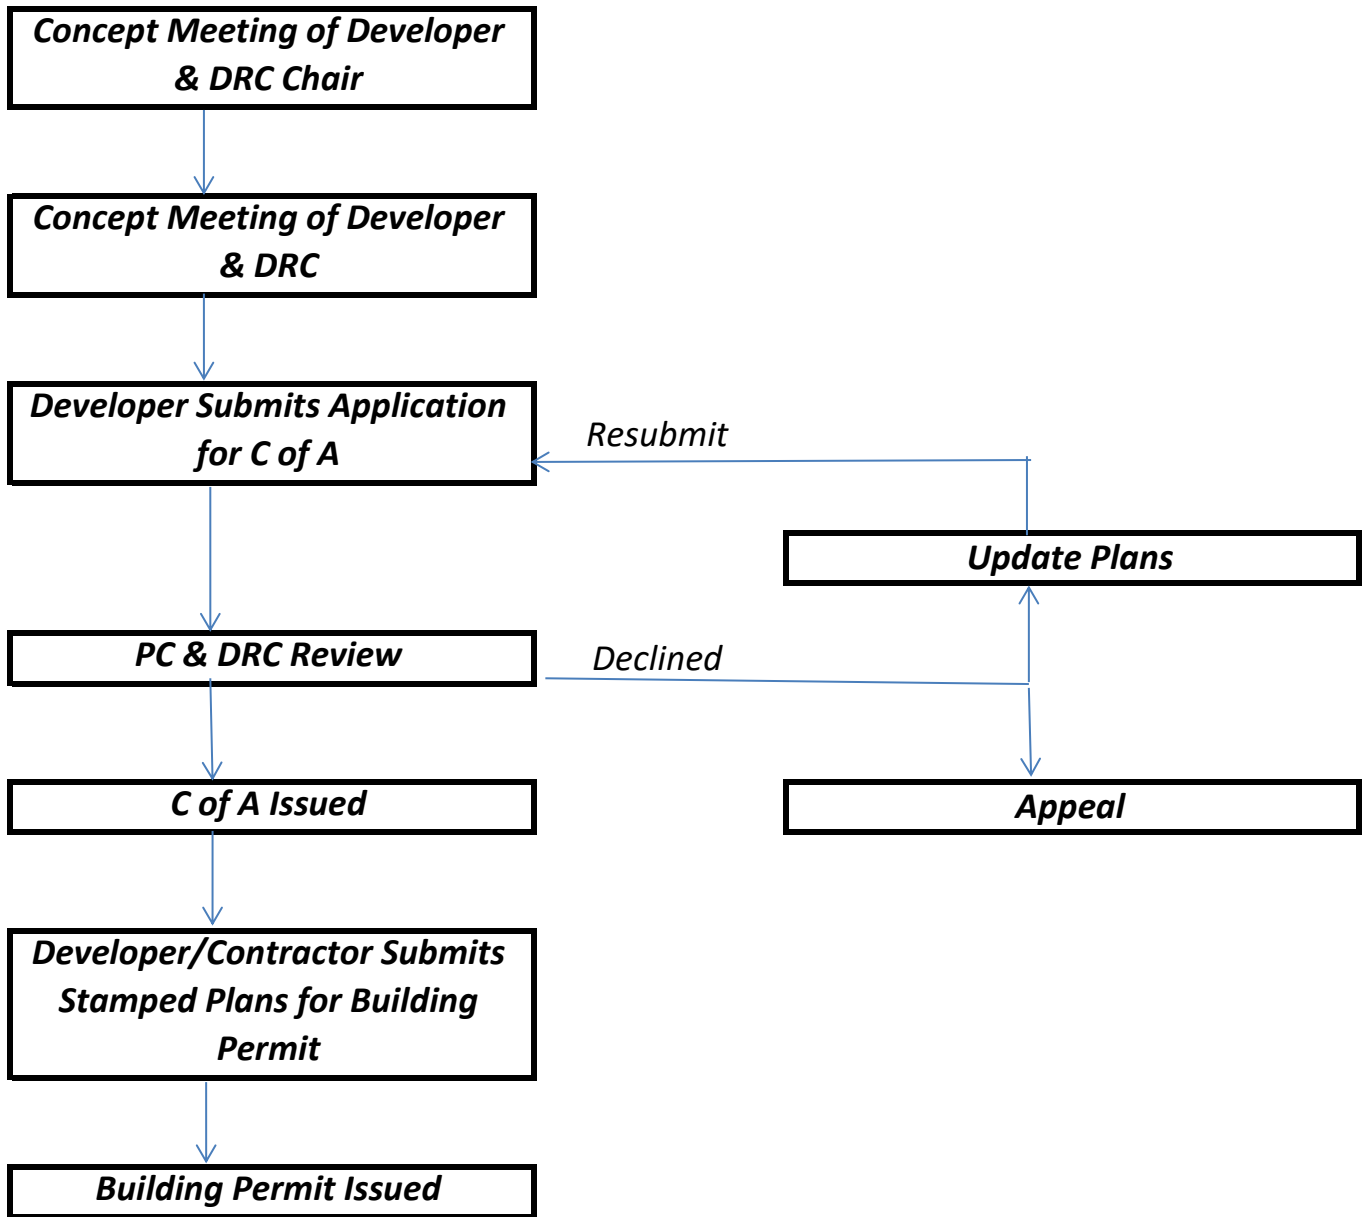 Concept Meeting of Developer
& DRC Chair
Concept Meeting of Developer
& DRC
Developer Submits Application
for C of A
Resubmit
Update Plans
PC & DRC Review
Declined
C of A Issued
Appeal
Developer/Contractor Submits
Stamped Plans for Building
Permit
Building Permit Issued